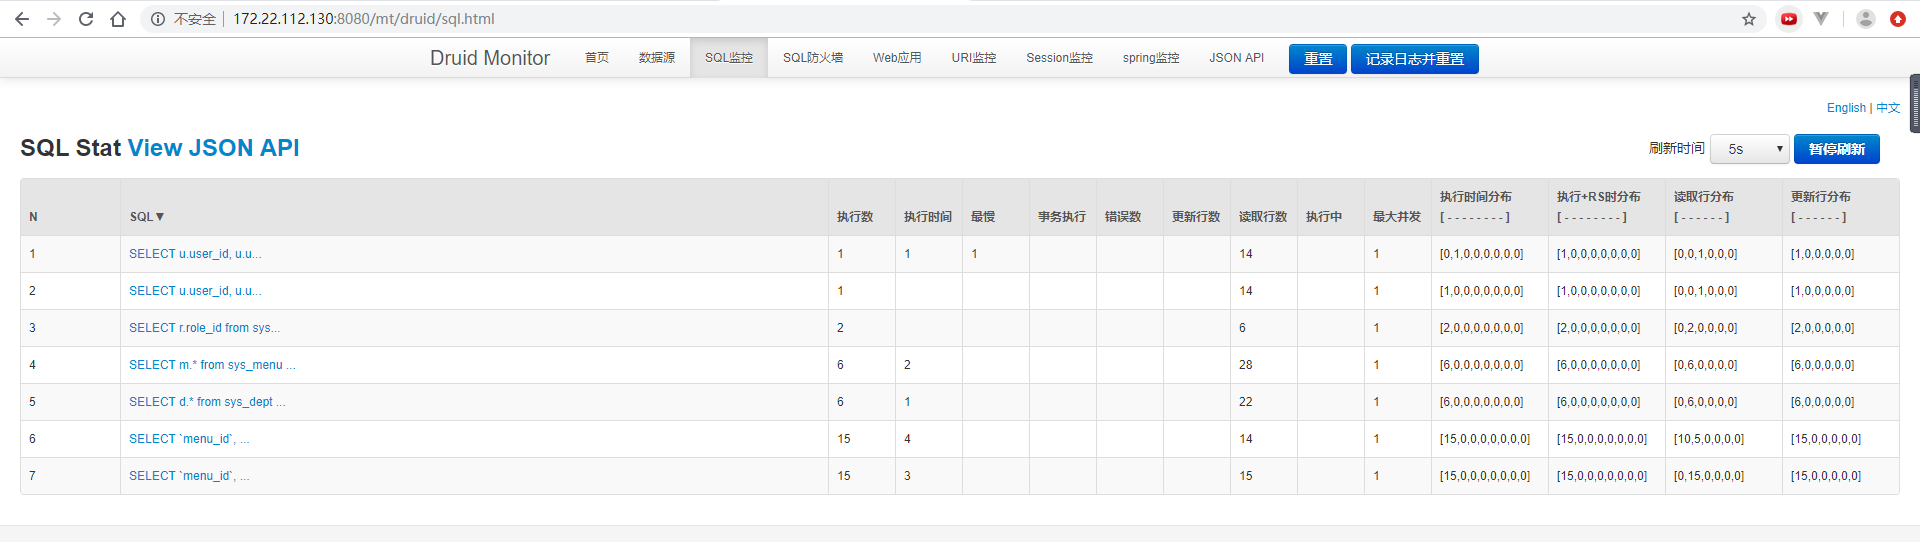 不安全 | 172.22.112.130:8080/mt/druid/sql.html
Druid Monitor 首页 数据源 SQL监控 SQL防火墙 Web应用 URI监控 Session监控 spring监控 JSON API 重置 记录日志并重置
English | 中文
SQL Stat View JSON API 刷新时间 5s 暂停刷新
N SQL▼ 执行数 执行时间 最慢 事务执行 错误数 更新行数 读取行数 执行中 最大并发 执行时间分布 [ - - - - - - - - ] 执行+RS时分布 [ - - - - - - - - ] 读取行分布 [ - - - - - - ] 更新行分布 [ - - - - - - ]
1 SELECT u.user_id, u.u... 1 1 1 14 1 [0,1,0,0,0,0,0,0] [1,0,0,0,0,0,0,0] [0,0,1,0,0,0] [1,0,0,0,0,0]
2 SELECT u.user_id, u.u... 1 14 1 [1,0,0,0,0,0,0,0] [1,0,0,0,0,0,0,0] [0,0,1,0,0,0] [1,0,0,0,0,0]
3 SELECT r.role_id from sys... 2 6 1 [2,0,0,0,0,0,0,0] [2,0,0,0,0,0,0,0] [0,2,0,0,0,0] [2,0,0,0,0,0]
4 SELECT m.* from sys_menu ... 6 2 28 1 [6,0,0,0,0,0,0,0] [6,0,0,0,0,0,0,0] [0,6,0,0,0,0] [6,0,0,0,0,0]
5 SELECT d.* from sys_dept ... 6 1 22 1 [6,0,0,0,0,0,0,0] [6,0,0,0,0,0,0,0] [0,6,0,0,0,0] [6,0,0,0,0,0]
6 SELECT `menu_id`, ... 15 4 14 1 [15,0,0,0,0,0,0,0] [15,0,0,0,0,0,0,0] [10,5,0,0,0,0] [15,0,0,0,0,0]
7 SELECT `menu_id`, ... 15 3 15 1 [15,0,0,0,0,0,0,0] [15,0,0,0,0,0,0,0] [0,15,0,0,0,0] [15,0,0,0,0,0]